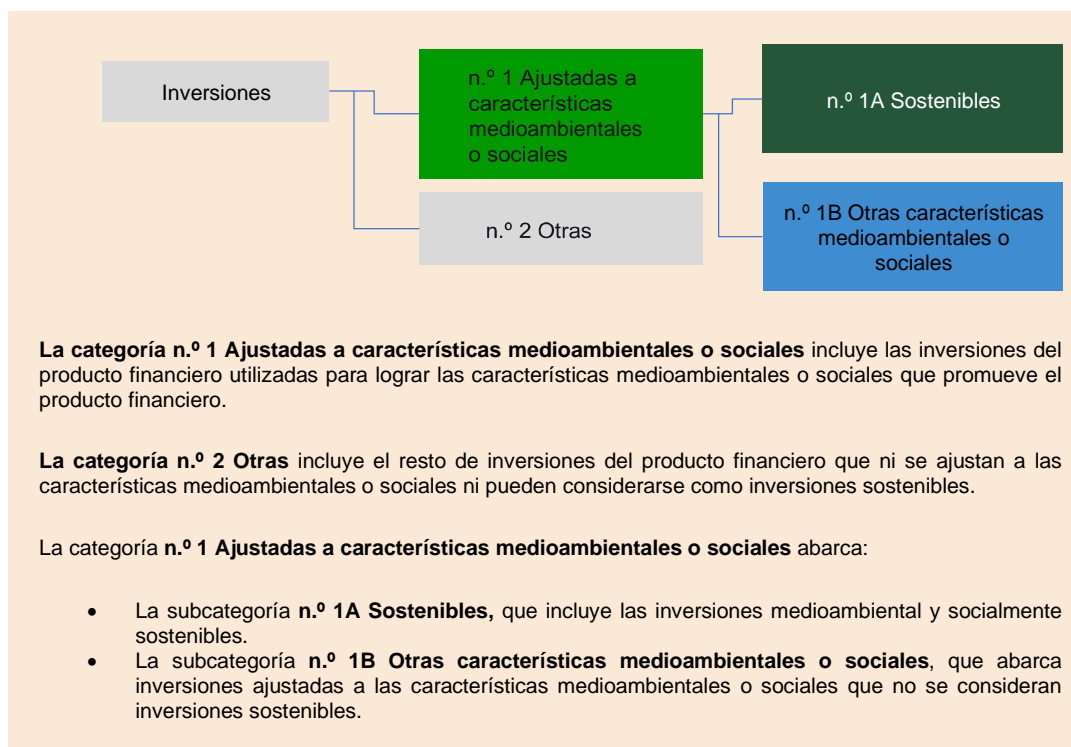 Inversiones
n.º 1 Ajustadas a
características
medioambientales
o sociales
n.º 2 Otras
n.º 1A Sostenibles
n.º 1B Otras características
medioambientales o
sociales
La categoría n.º 1 Ajustadas a características medioambientales o sociales incluye las inversiones del
producto financiero utilizadas para lograr las características medioambientales o sociales que promueve el
producto financiero.
La categoría n.º 2 Otras incluye el resto de inversiones del producto financiero que ni se ajustan a las
características medioambientales o sociales ni pueden considerarse como inversiones sostenibles.
La categoría n.º 1 Ajustadas a características medioambientales o sociales abarca:
• La subcategoría n.º 1A Sostenibles, que incluye las inversiones medioambiental y socialmente
sostenibles.
• La subcategoría n.º 1B Otras características medioambientales o sociales, que abarca
inversiones ajustadas a las características medioambientales o sociales que no se consideran
inversiones sostenibles.